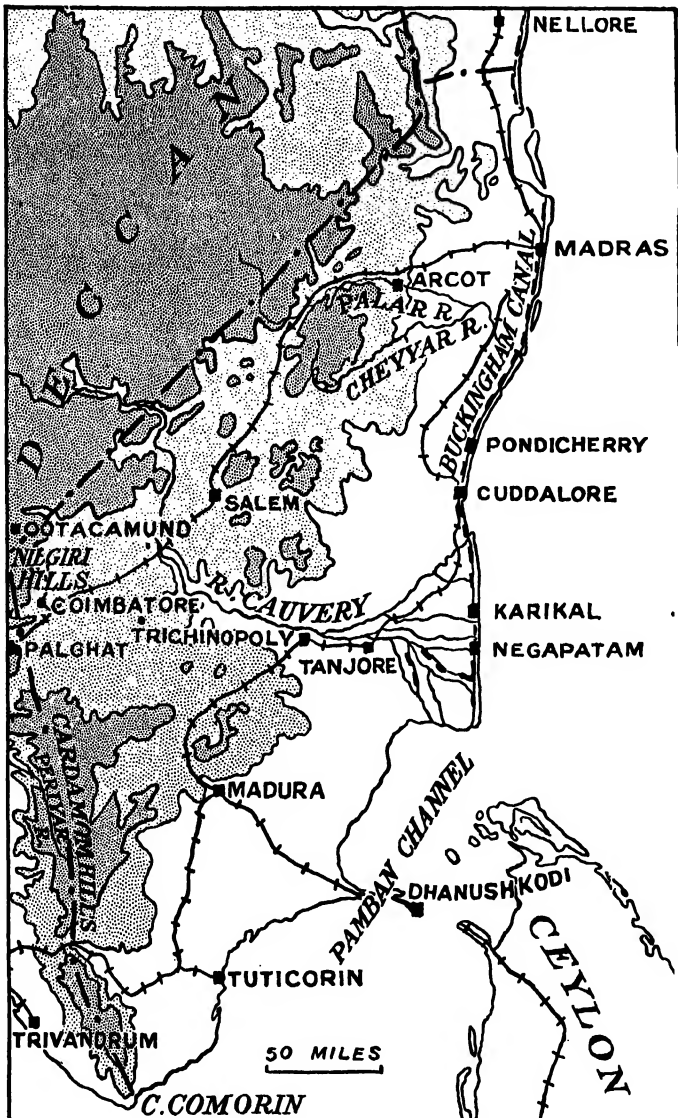 NELLORE
DECCAN
MADRAS
ARCOT
PALAR R.
CHEYYAR R.
BUCKINGHAM CANAL
PONDICHERRY
CUDDALORE
SALEM
OOTACAMUND
NILGIRI
HILLS
COIMBATORE
R. CAUVERY
KARIKAL
TRICHINOPOLY
PALGHAT
TANJORE
NEGAPATAM
CARDAMOM HILLS
PERIYAR R.
MADURA
PAMBAN CHANNEL
DHANUSHKODI
CEYLON
TUTICORIN
TRIVANDRUM
50 MILES
C. COMORIN